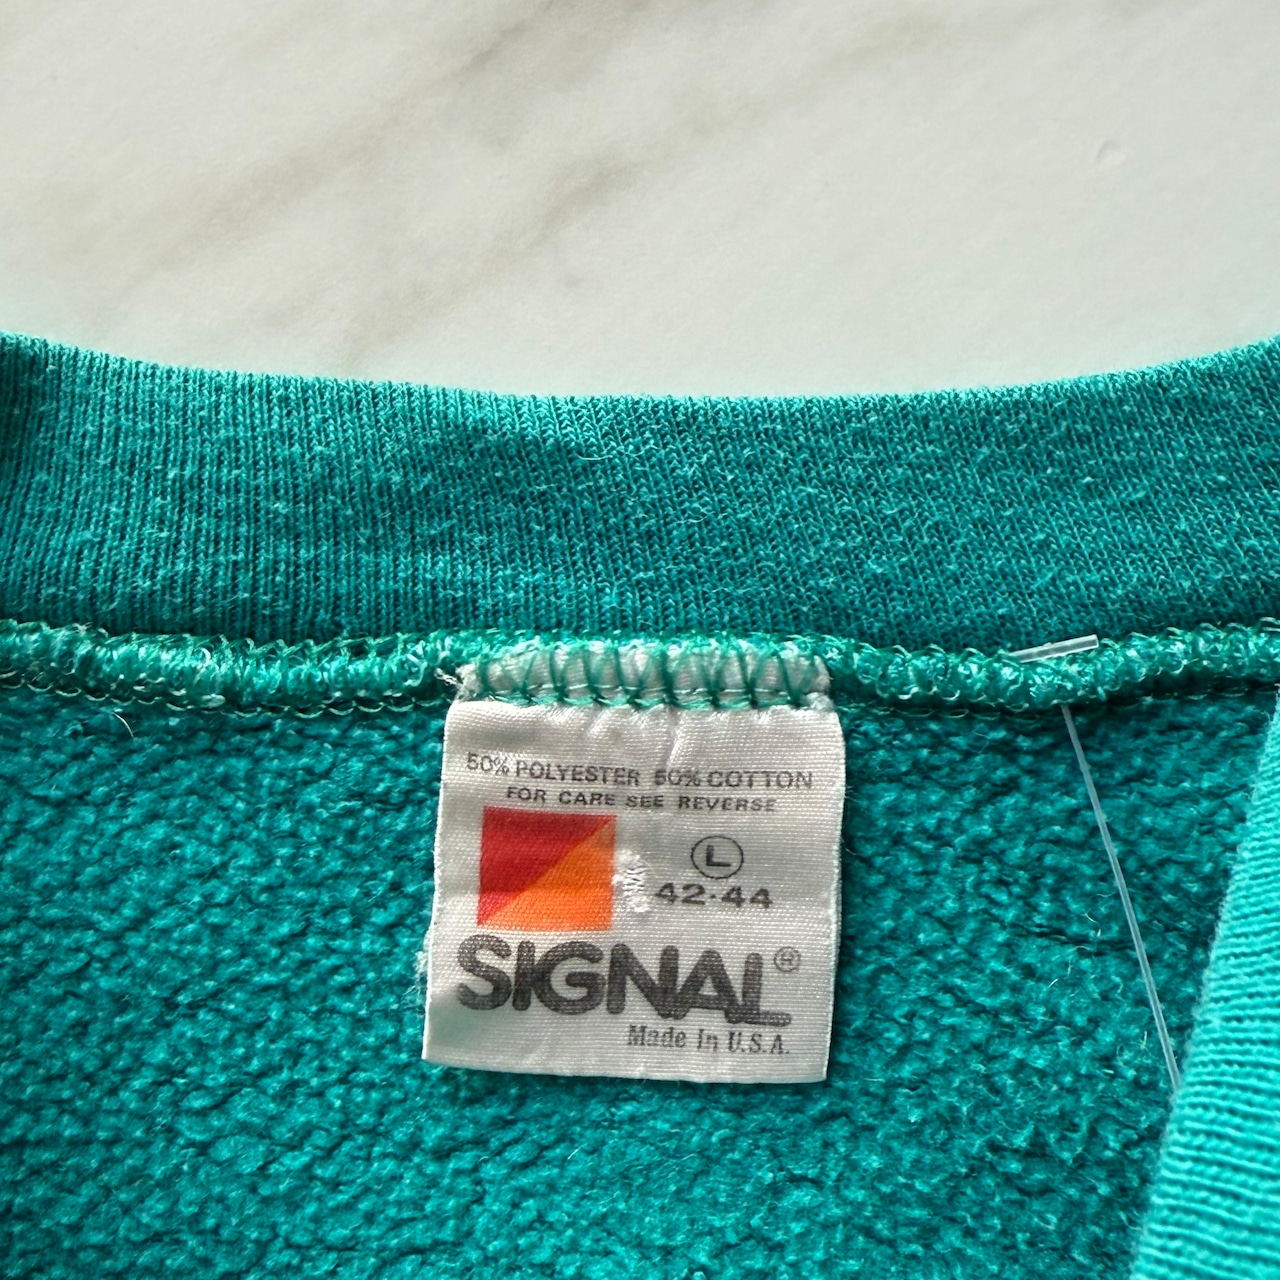 50% POLYESTER 50% COTTON
FOR CARE SEE REVERSE
L
42·44
SIGNAL®
Made In U.S.A.